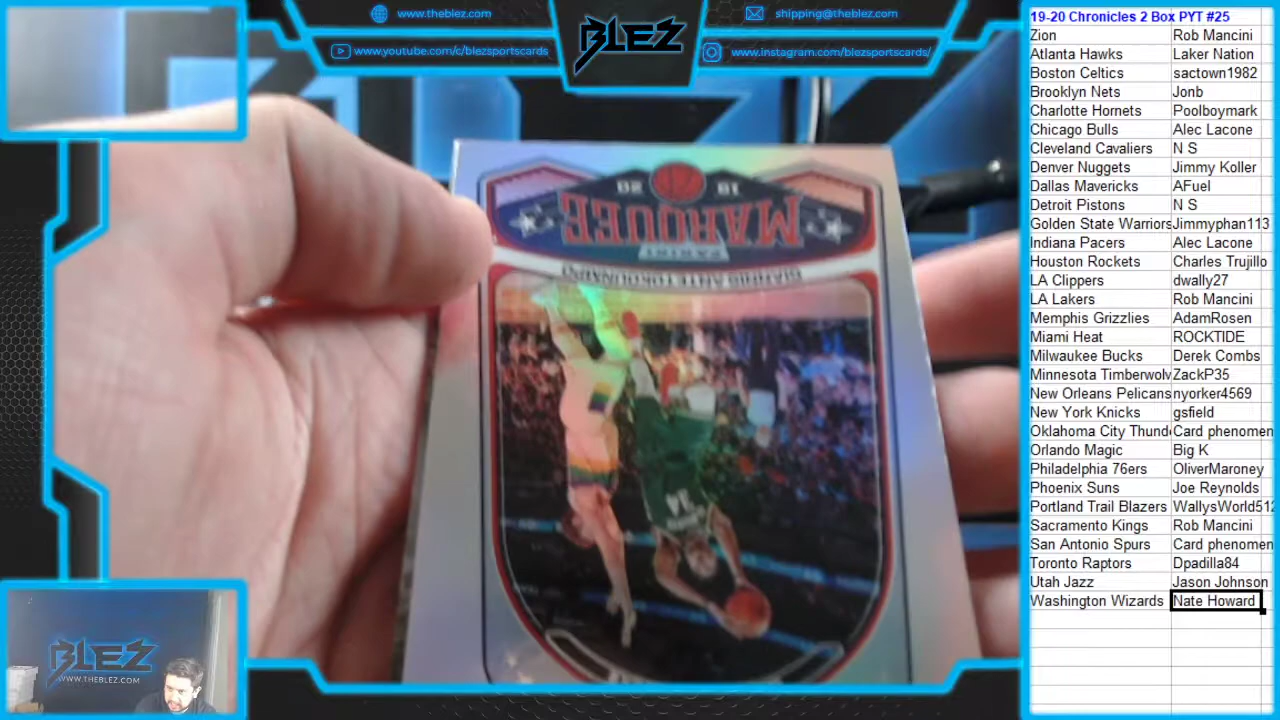 www.theblez.com
shipping@theblez.com
BLEZ
www.youtube.com/c/blezsportscards
www.instagram.com/blezsportscards/
19-20 Chronicles 2 Box PYT #25
Zion Rob Mancini
Atlanta Hawks Laker Nation
Boston Celtics sactown1982
Brooklyn Nets Jonb
Charlotte Hornets Poolboymark
Chicago Bulls Alec Lacone
Cleveland Cavaliers N S
Denver Nuggets Jimmy Koller
Dallas Mavericks AFuel
Detroit Pistons N S
Golden State Warriors Jimmyphan113
Indiana Pacers Alec Lacone
Houston Rockets Charles Trujillo
LA Clippers dwally27
LA Lakers Rob Mancini
Memphis Grizzlies AdamRosen
Miami Heat ROCKTIDE
Milwaukee Bucks Derek Combs
Minnesota Timberwolv ZackP35
New Orleans Pelicans nyorker4569
New York Knicks gsfield
Oklahoma City Thund Card phenomen
Orlando Magic Big K
Philadelphia 76ers OliverMaroney
Phoenix Suns Joe Reynolds
Portland Trail Blazers WallysWorld512
Sacramento Kings Rob Mancini
San Antonio Spurs Card phenomen
Toronto Raptors Dpadilla84
Utah Jazz Jason Johnson
Washington Wizards Nate Howard
19 20
MARQUEE
PANINI
GIANNIS ANTETOKOUNMPO
34
BLEZ
WWW.THEBLEZ.COM